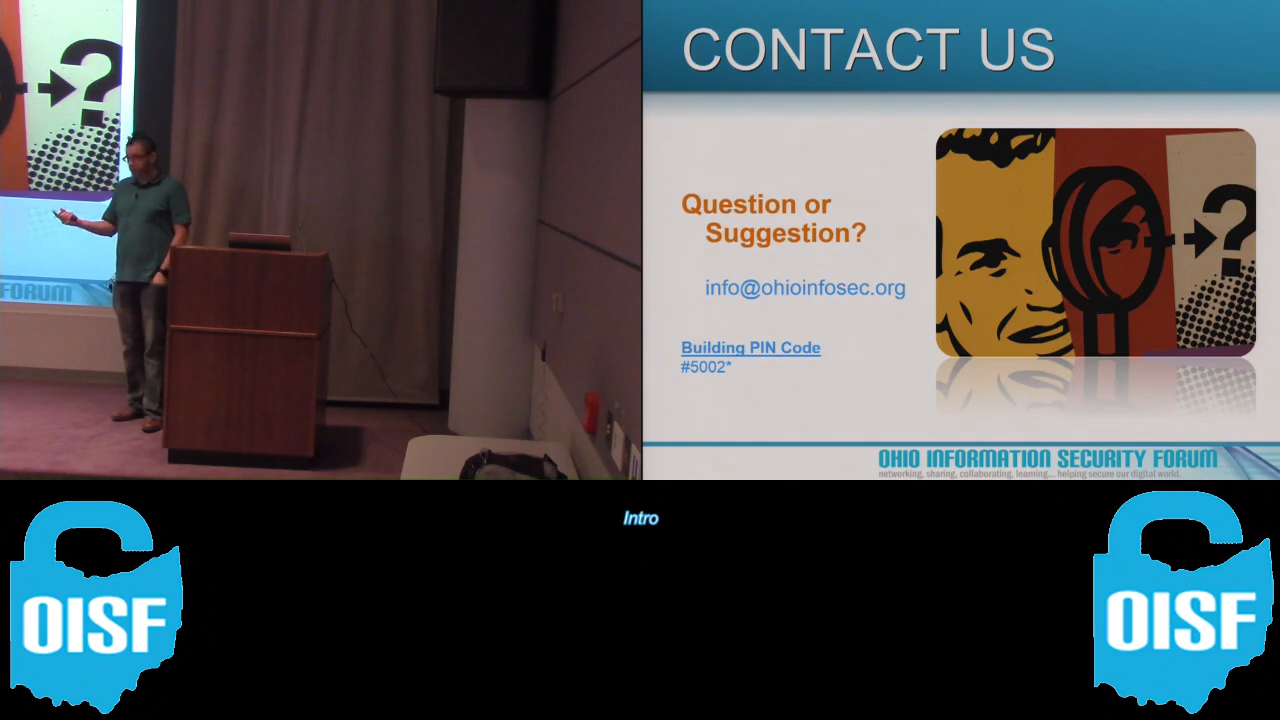 CONTACT US
Question or
Suggestion?
info@ohioinfosec.org
Building PIN Code
#5002*
OHIO INFORMATION SECURITY FORUM
networking, sharing, collaborating, learning... helping secure our digital world.
?
?
FORUM
Intro
OISF
OISF